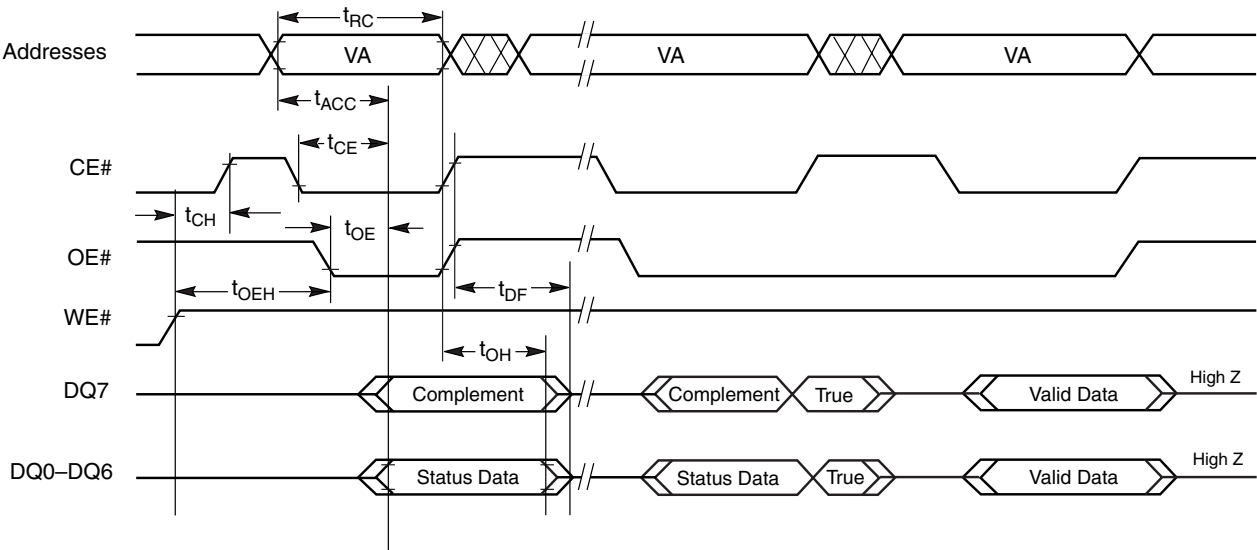 tRC
Addresses VA VA VA
tACC
tCE
CE#
tCH tOE
OE#
tOEH tDF
WE#
tOH
DQ7 Complement Complement True Valid Data High Z
DQ0–DQ6 Status Data Status Data True Valid Data High Z